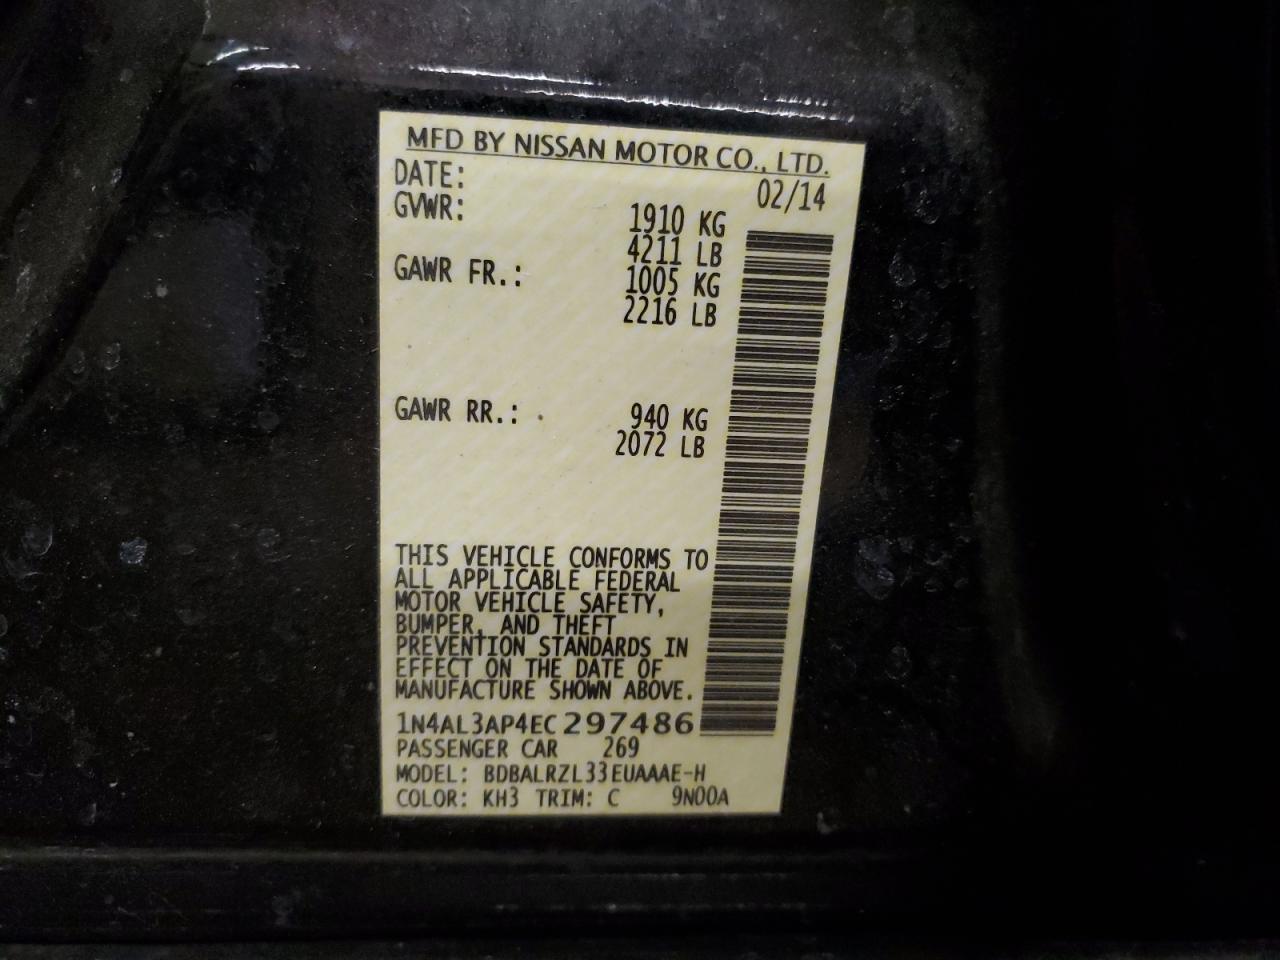 MFD BY NISSAN MOTOR CO., LTD.
DATE: 02/14
GVWR: 1910 KG
4211 LB
GAWR FR.: 1005 KG
2216 LB
GAWR RR.: 940 KG
2072 LB
THIS VEHICLE CONFORMS TO
ALL APPLICABLE FEDERAL
MOTOR VEHICLE SAFETY,
BUMPER, AND THEFT
PREVENTION STANDARDS IN
EFFECT ON THE DATE OF
MANUFACTURE SHOWN ABOVE.
1N4AL3AP4EC297486
PASSENGER CAR 269
MODEL: BDBALRZL33EUAAAE-H
COLOR: KH3 TRIM: C 9N00A